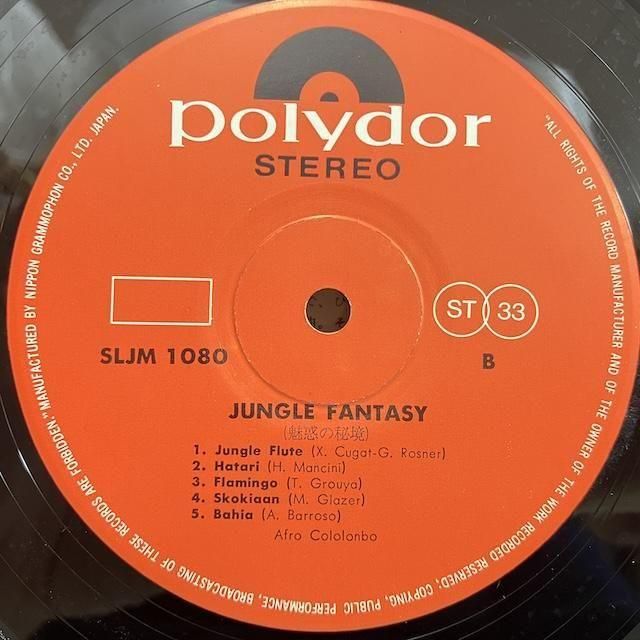 polydor
STEREO
SLJM 1080
ST 33
B
JUNGLE FANTASY
(魅惑の秘境)
1. Jungle Flute (X. Cugat-G. Rosner)
2. Hatari (H. Mancini)
3. Flamingo (T. Grouya)
4. Skokiaan (M. Glazer)
5. Bahia (A. Barroso)
Afro Cololonbo
"ALL RIGHTS OF THE RECORD MANUFACTURER AND OF THE OWNER OF THE WORK RECORDED RESERVED, COPYING, PUBLIC PERFORMANCE, BROADCASTING OF THESE RECORDS ARE FORBIDDEN." MANUFACTURED BY NIPPON GRAMMOPHON CO., LTD. JAPAN.